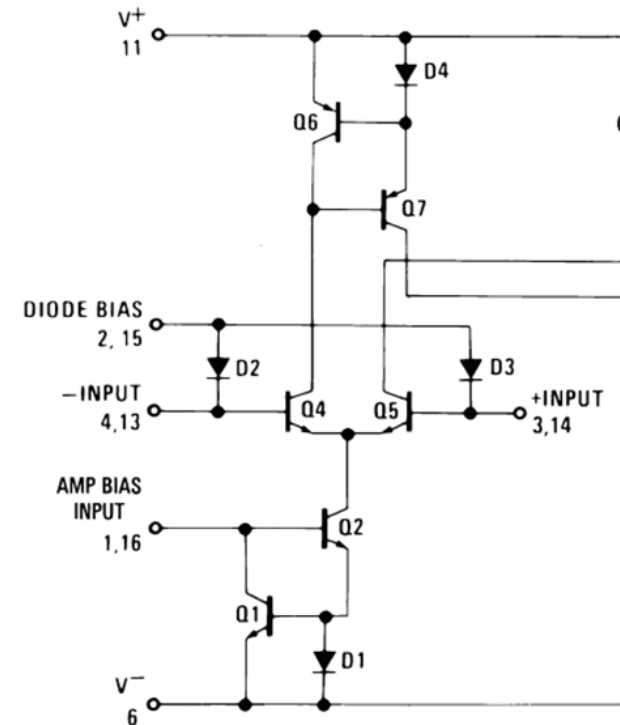 V+
11
D4
Q6
Q7
DIODE BIAS
2, 15
D2
D3
–INPUT
4,13
Q4
Q5
+INPUT
3,14
AMP BIAS
INPUT
1,16
Q2
Q1
D1
V–
6